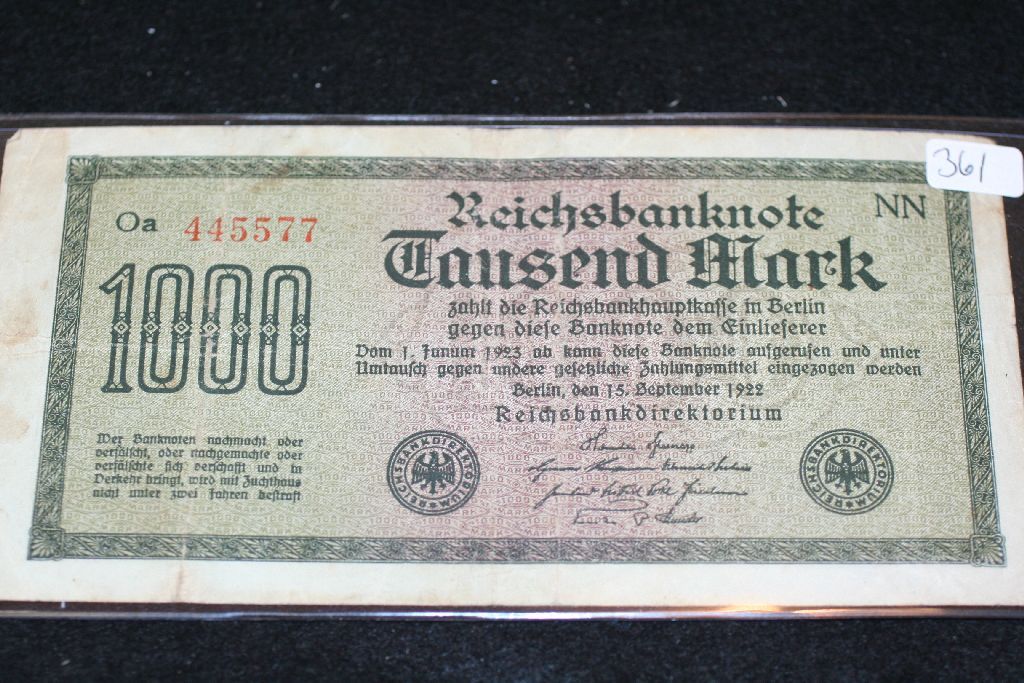 361
Oa 445577
NN
Reichsbanknote
Tausend Mark
1000
zahlt die Reichsbankhauptkasse in Berlin
gegen diese Banknote dem Einlieferer
Vom 1. Januar 1923 ab kann diese Banknote aufgerufen und unter
Umtausch gegen andere gesetzliche Zahlungsmittel eingezogen werden
Berlin, den 15. September 1922
Reichsbankdirektorium
Wer Banknoten nachmacht oder
verfälscht, oder nachgemachte oder
verfälschte sich verschafft und in
Verkehr bringt, wird mit Zuchthaus
nicht unter zwei Jahren bestraft
REICHSBANKDIREKTORIUM
REICHSBANKDIREKTORIUM